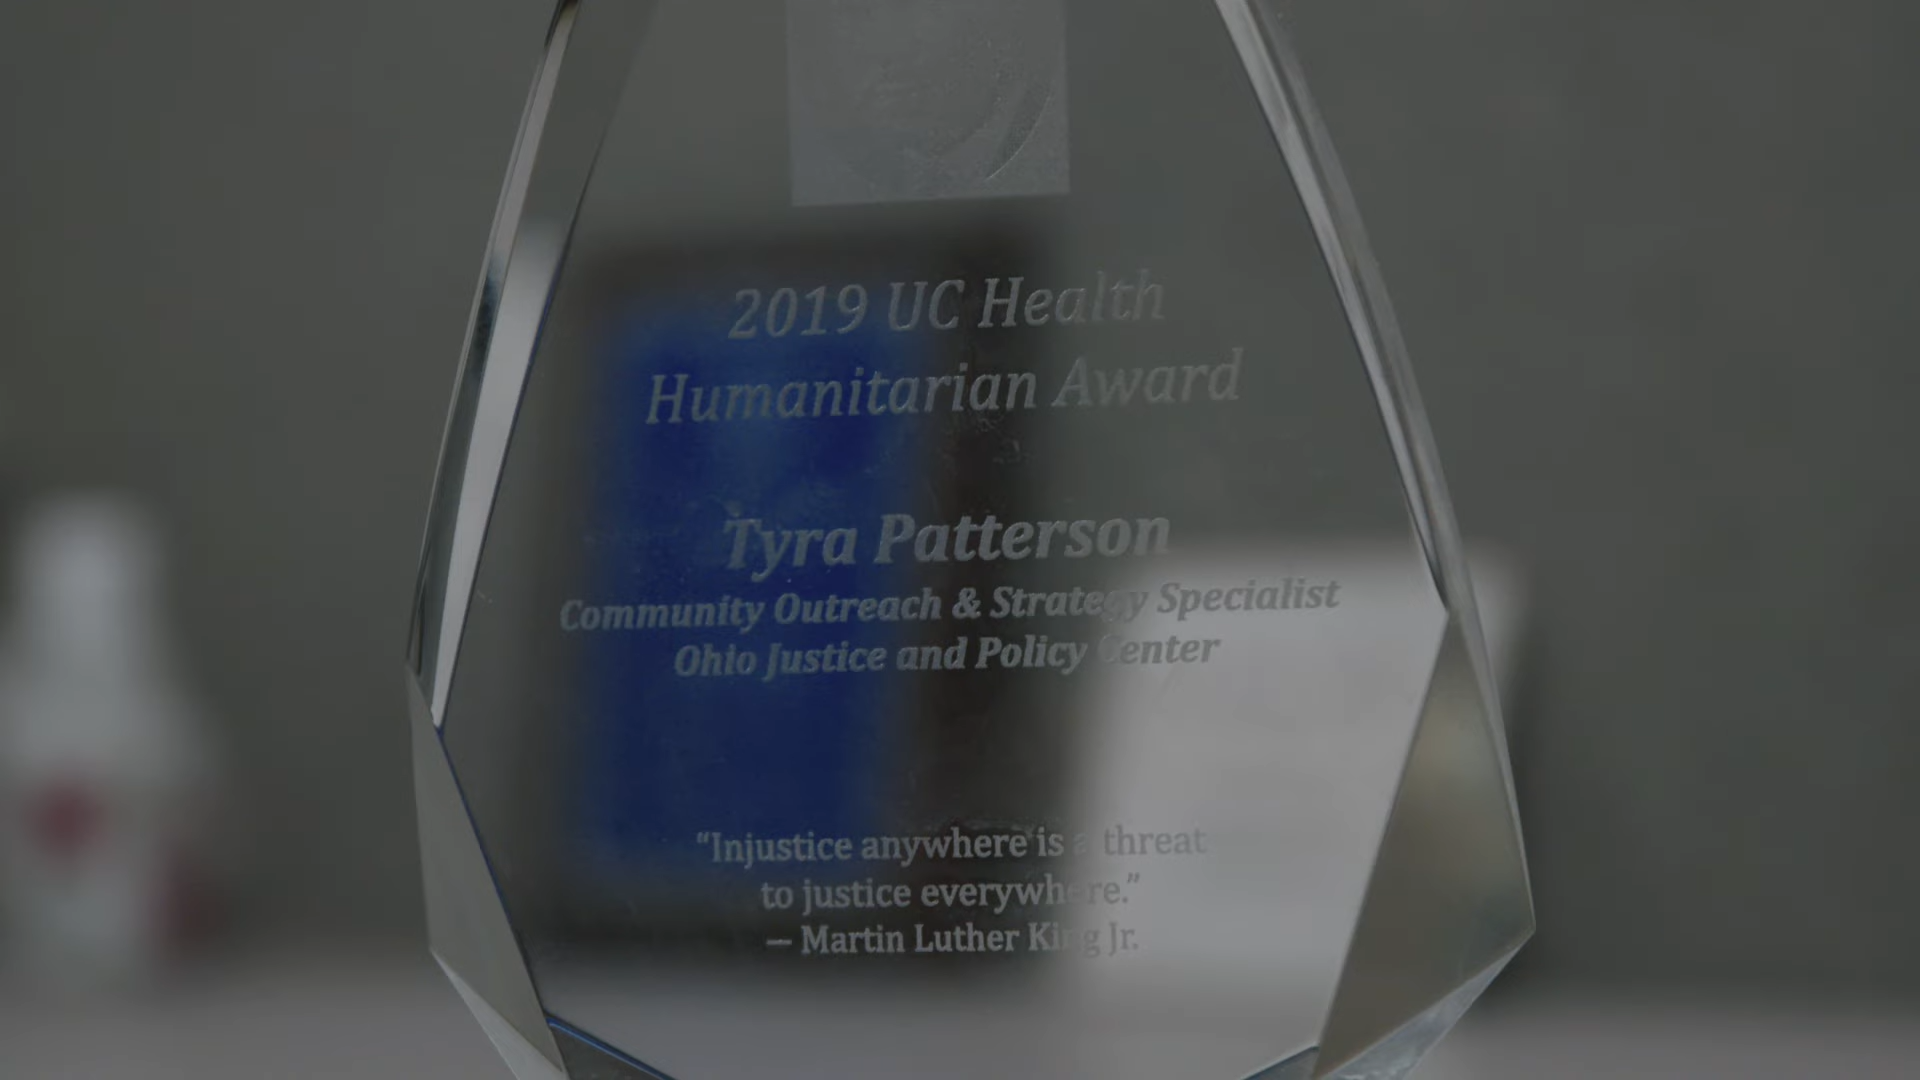 2019 UC Health
Humanitarian Award
Tyra Patterson
Community Outreach & Strategy Specialist
Ohio Justice and Policy Center
“Injustice anywhere is a threat
to justice everywhere.”
— Martin Luther King Jr.